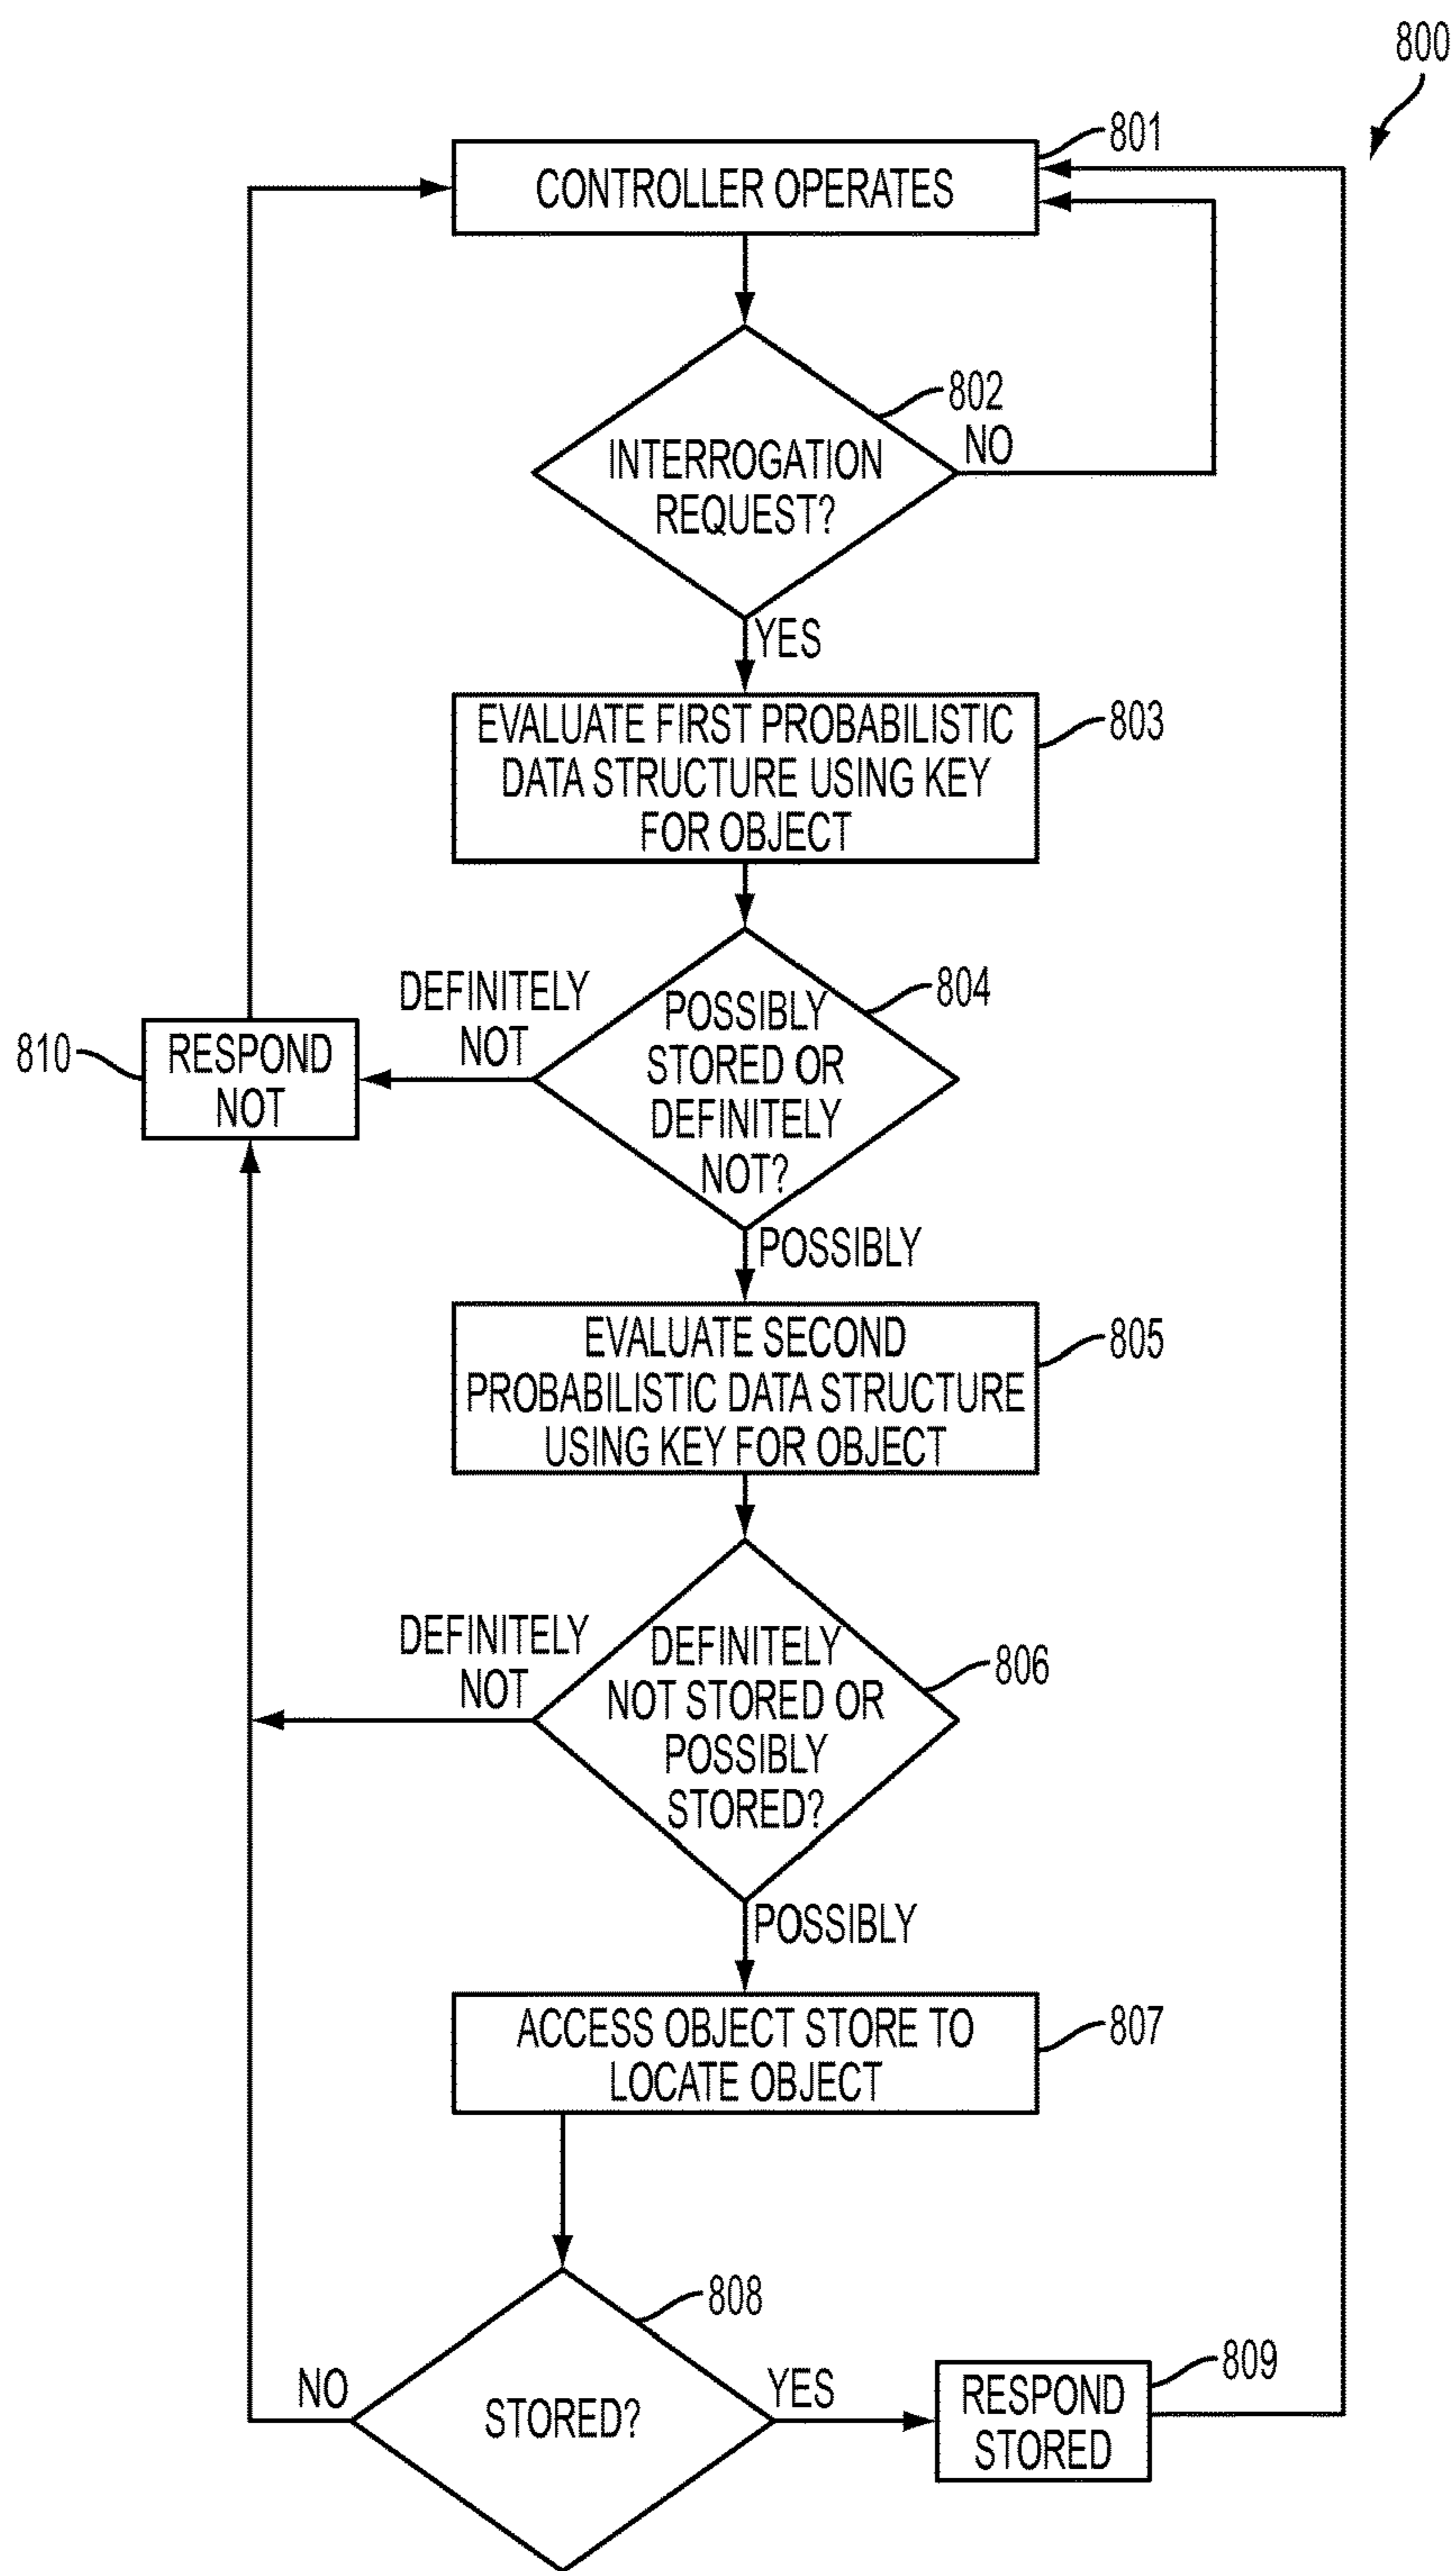 800
801
CONTROLLER OPERATES
802
INTERROGATION
REQUEST?
NO
YES
803
EVALUATE FIRST PROBABILISTIC
DATA STRUCTURE USING KEY
FOR OBJECT
804
POSSIBLY
STORED OR
DEFINITELY
NOT?
DEFINITELY
NOT
810
RESPOND
NOT
POSSIBLY
805
EVALUATE SECOND
PROBABILISTIC DATA STRUCTURE
USING KEY FOR OBJECT
806
DEFINITELY
NOT STORED OR
POSSIBLY
STORED?
DEFINITELY
NOT
POSSIBLY
807
ACCESS OBJECT STORE TO
LOCATE OBJECT
808
STORED?
NO
YES
809
RESPOND
STORED